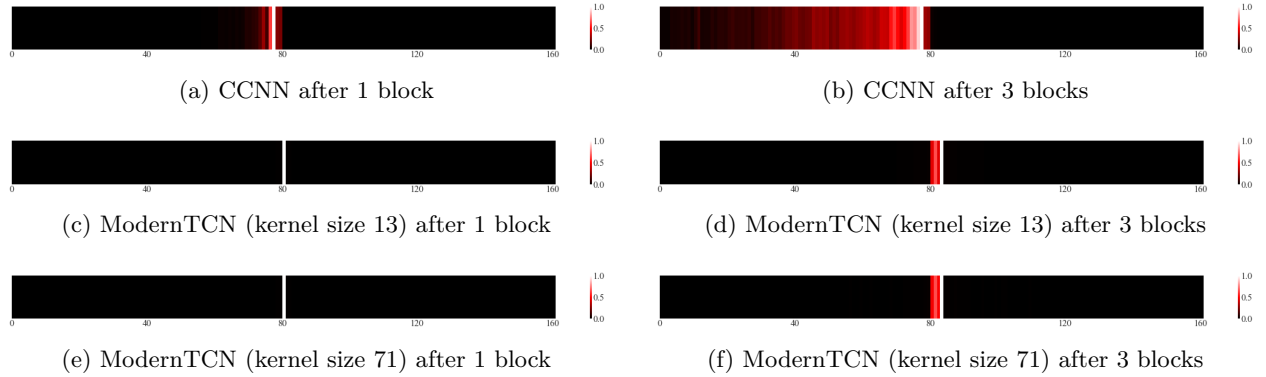 1.0
0.5
0.0
0 40 80 120 160
(a) CCNN after 1 block
1.0
0.5
0.0
0 40 80 120 160
(b) CCNN after 3 blocks
1.0
0.5
0.0
0 40 80 120 160
(c) ModernTCN (kernel size 13) after 1 block
1.0
0.5
0.0
0 40 80 120 160
(d) ModernTCN (kernel size 13) after 3 blocks
1.0
0.5
0.0
0 40 80 120 160
(e) ModernTCN (kernel size 71) after 1 block
1.0
0.5
0.0
0 40 80 120 160
(f) ModernTCN (kernel size 71) after 3 blocks